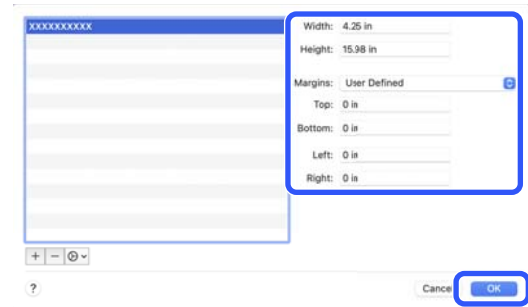 XXXXXXXXXX
Width: 4.25 in
Height: 15.98 in
Margins: User Defined
Top: 0 in
Bottom: 0 in
Left: 0 in
Right: 0 in
+ −
?
Cance OK